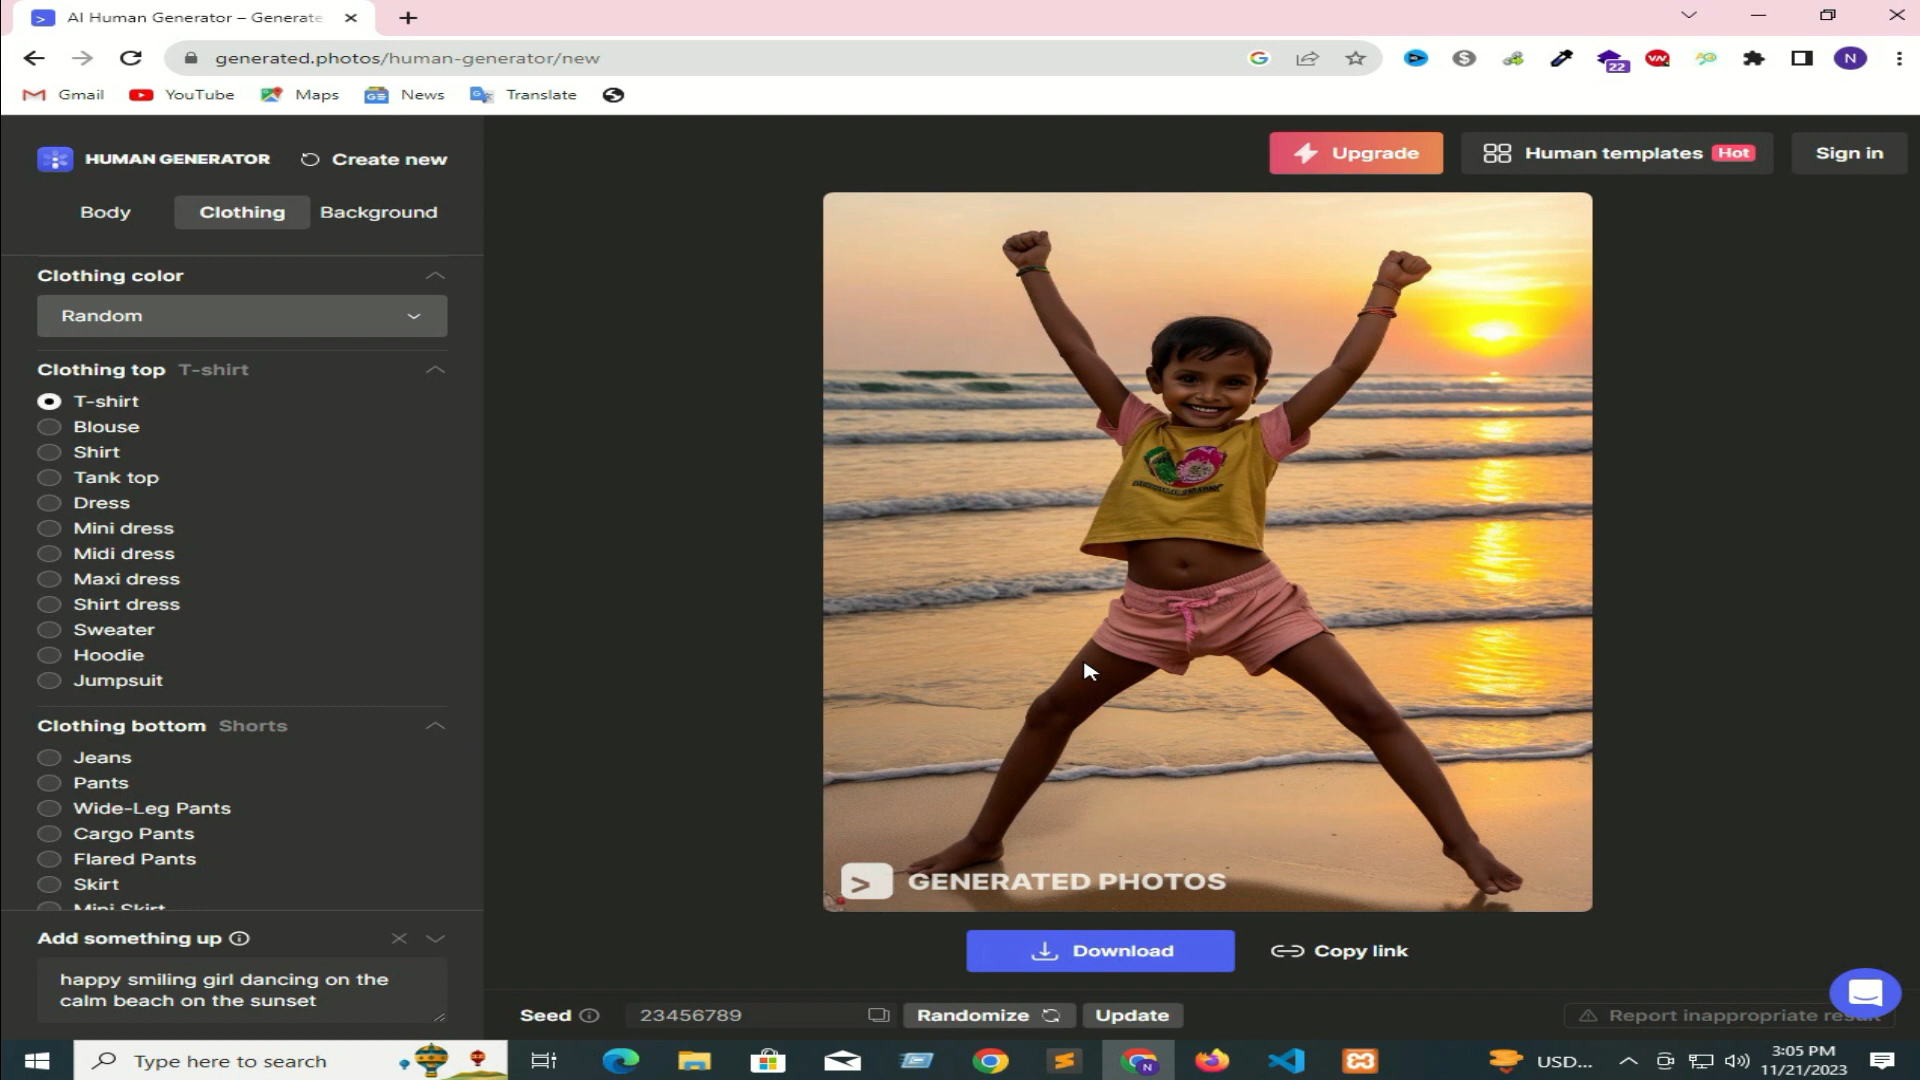 AI Human Generator – Generate
generated.photos/human-generator/new
22
N
Gmail
YouTube
Maps
News
Translate
HUMAN GENERATOR
Create new
Upgrade
Human templates
Hot
Sign in
Body
Clothing
Background
Clothing color
Random
Clothing top T-shirt
T-shirt
Blouse
Shirt
Tank top
Dress
Mini dress
Midi dress
Maxi dress
Shirt dress
Sweater
Hoodie
Jumpsuit
Clothing bottom Shorts
Jeans
Pants
Wide-Leg Pants
Cargo Pants
Flared Pants
Skirt
Mini Skirt
Add something up
happy smiling girl dancing on the
calm beach on the sunset
GENERATED PHOTOS
Download
Copy link
Seed
23456789
Randomize
Update
Report inappropriate result
Type here to search
USD...
3:05 PM
11/21/2023